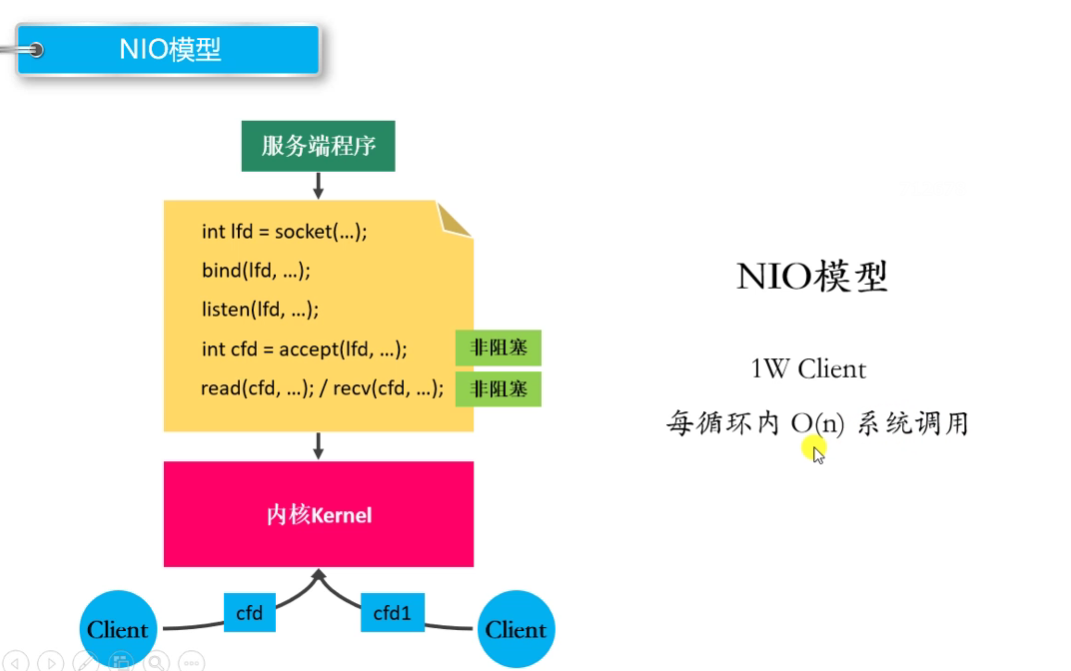 NIO模型
服务端程序
int lfd = socket(...);
bind(lfd, ...);
listen(lfd, ...);
int cfd = accept(lfd, ...);
非阻塞
read(cfd, ...); / recv(cfd, ...);
非阻塞
内核Kernel
cfd
cfd1
Client
Client
NIO模型
1W Client
每循环内 O(n) 系统调用